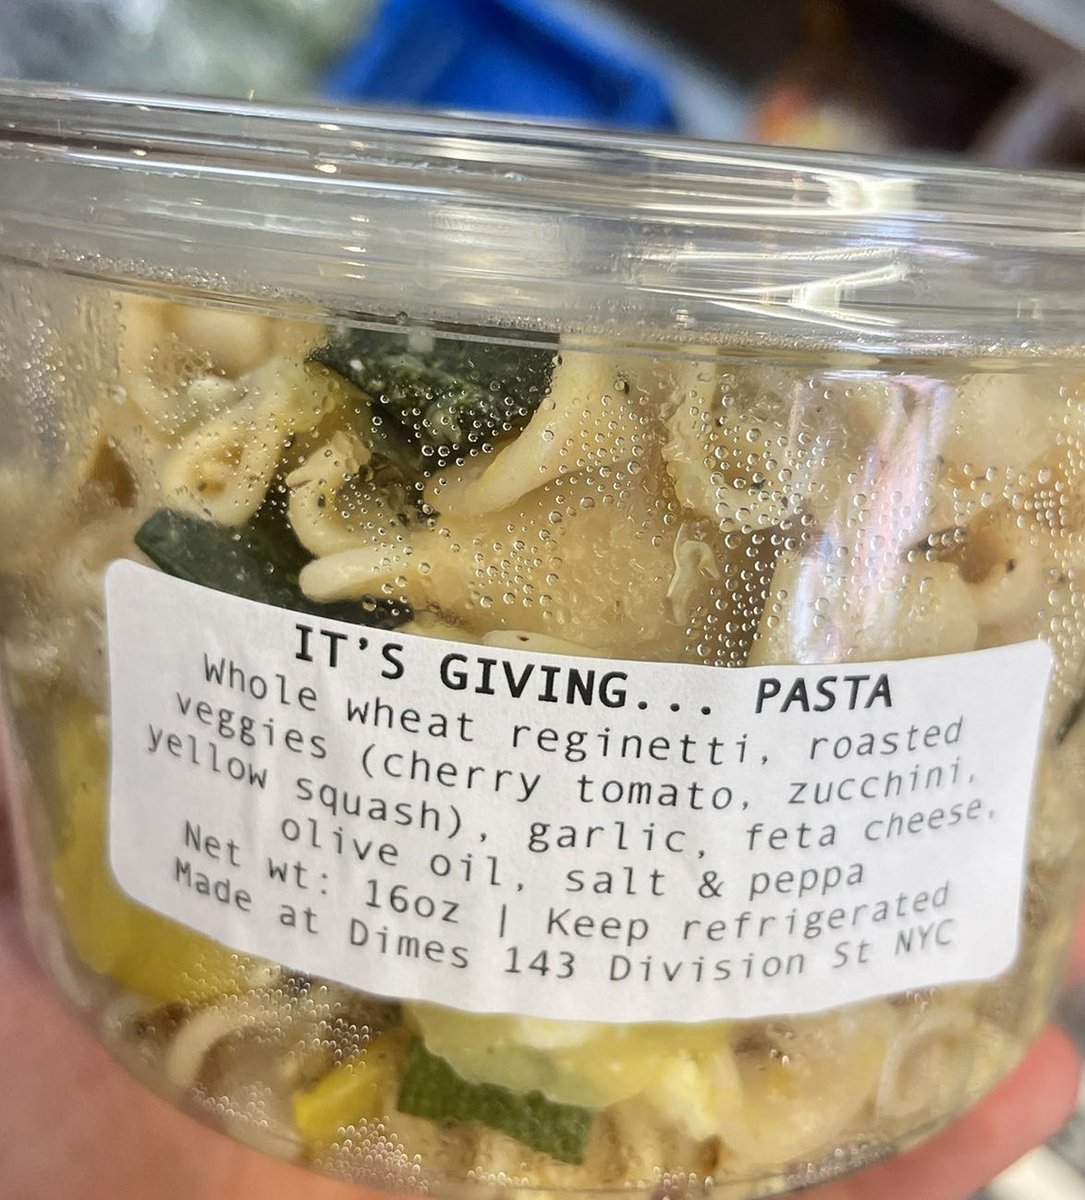 IT'S GIVING... PASTA
Whole wheat reginetti, roasted
veggies (cherry tomato, zucchini,
yellow squash), garlic, feta cheese,
olive oil, salt & peppa
Net wt: 16oz | Keep refrigerated
Made at Dimes 143 Division St NYC